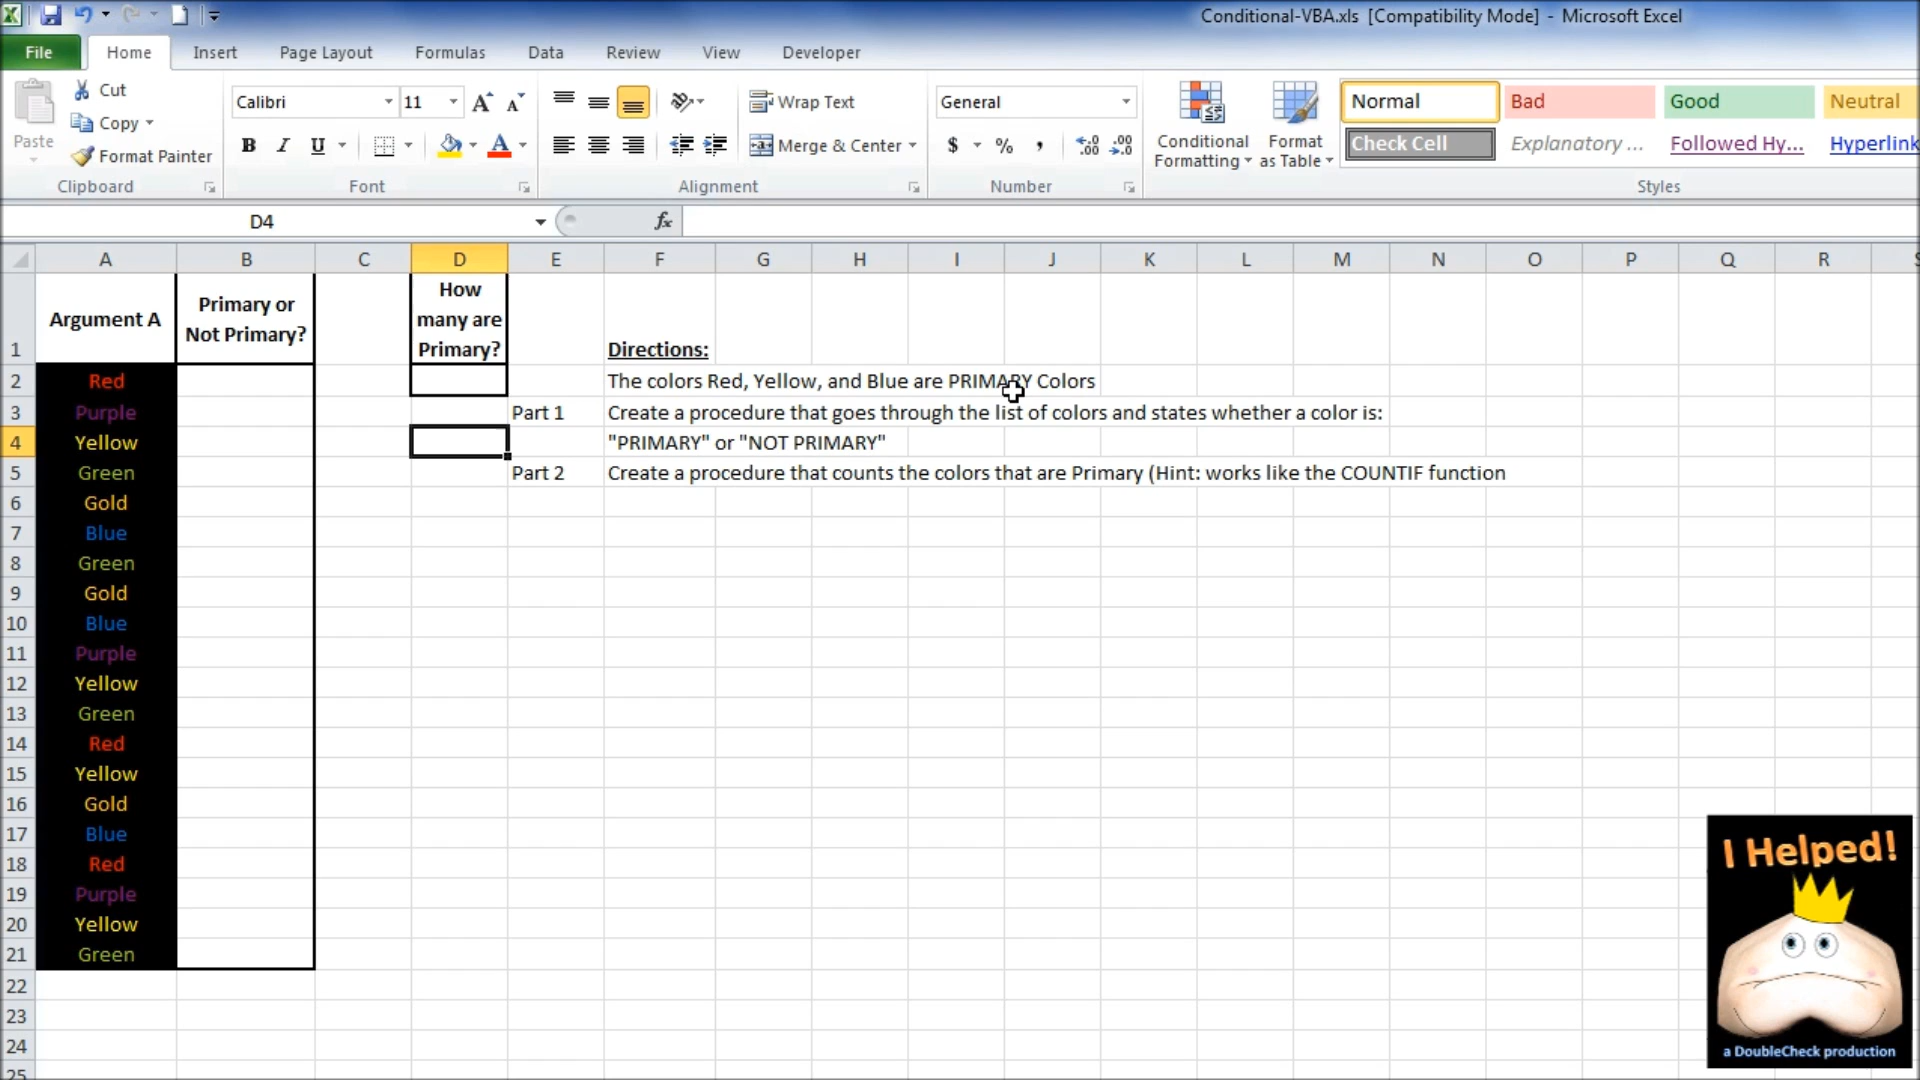 Conditional-VBA.xls [Compatibility Mode] - Microsoft Excel
File Home Insert Page Layout Formulas Data Review View Developer
Paste
Cut
Copy
Format Painter
Clipboard
Calibri 11 A A
B I U A
Font
Wrap Text
Merge & Center
Alignment
General
$ % , .0 .00 .00 .0
Number
Conditional Formatting
Format as Table
Normal Bad Good Neutral
Check Cell Explanatory ... Followed Hy... Hyperlink
Styles
D4 fx
A B C D E F G H I J K L M N O P Q R S
1 Argument A Primary or Not Primary? How many are Primary? Directions:
2 Red The colors Red, Yellow, and Blue are PRIMARY Colors
3 Purple Part 1 Create a procedure that goes through the list of colors and states whether a color is:
4 Yellow "PRIMARY" or "NOT PRIMARY"
5 Green Part 2 Create a procedure that counts the colors that are Primary (Hint: works like the COUNTIF function
6 Gold
7 Blue
8 Green
9 Gold
10 Blue
11 Purple
12 Yellow
13 Green
14 Red
15 Yellow
16 Gold
17 Blue
18 Red
19 Purple
20 Yellow
21 Green
22
23
24
25
I Helped!
a DoubleCheck production